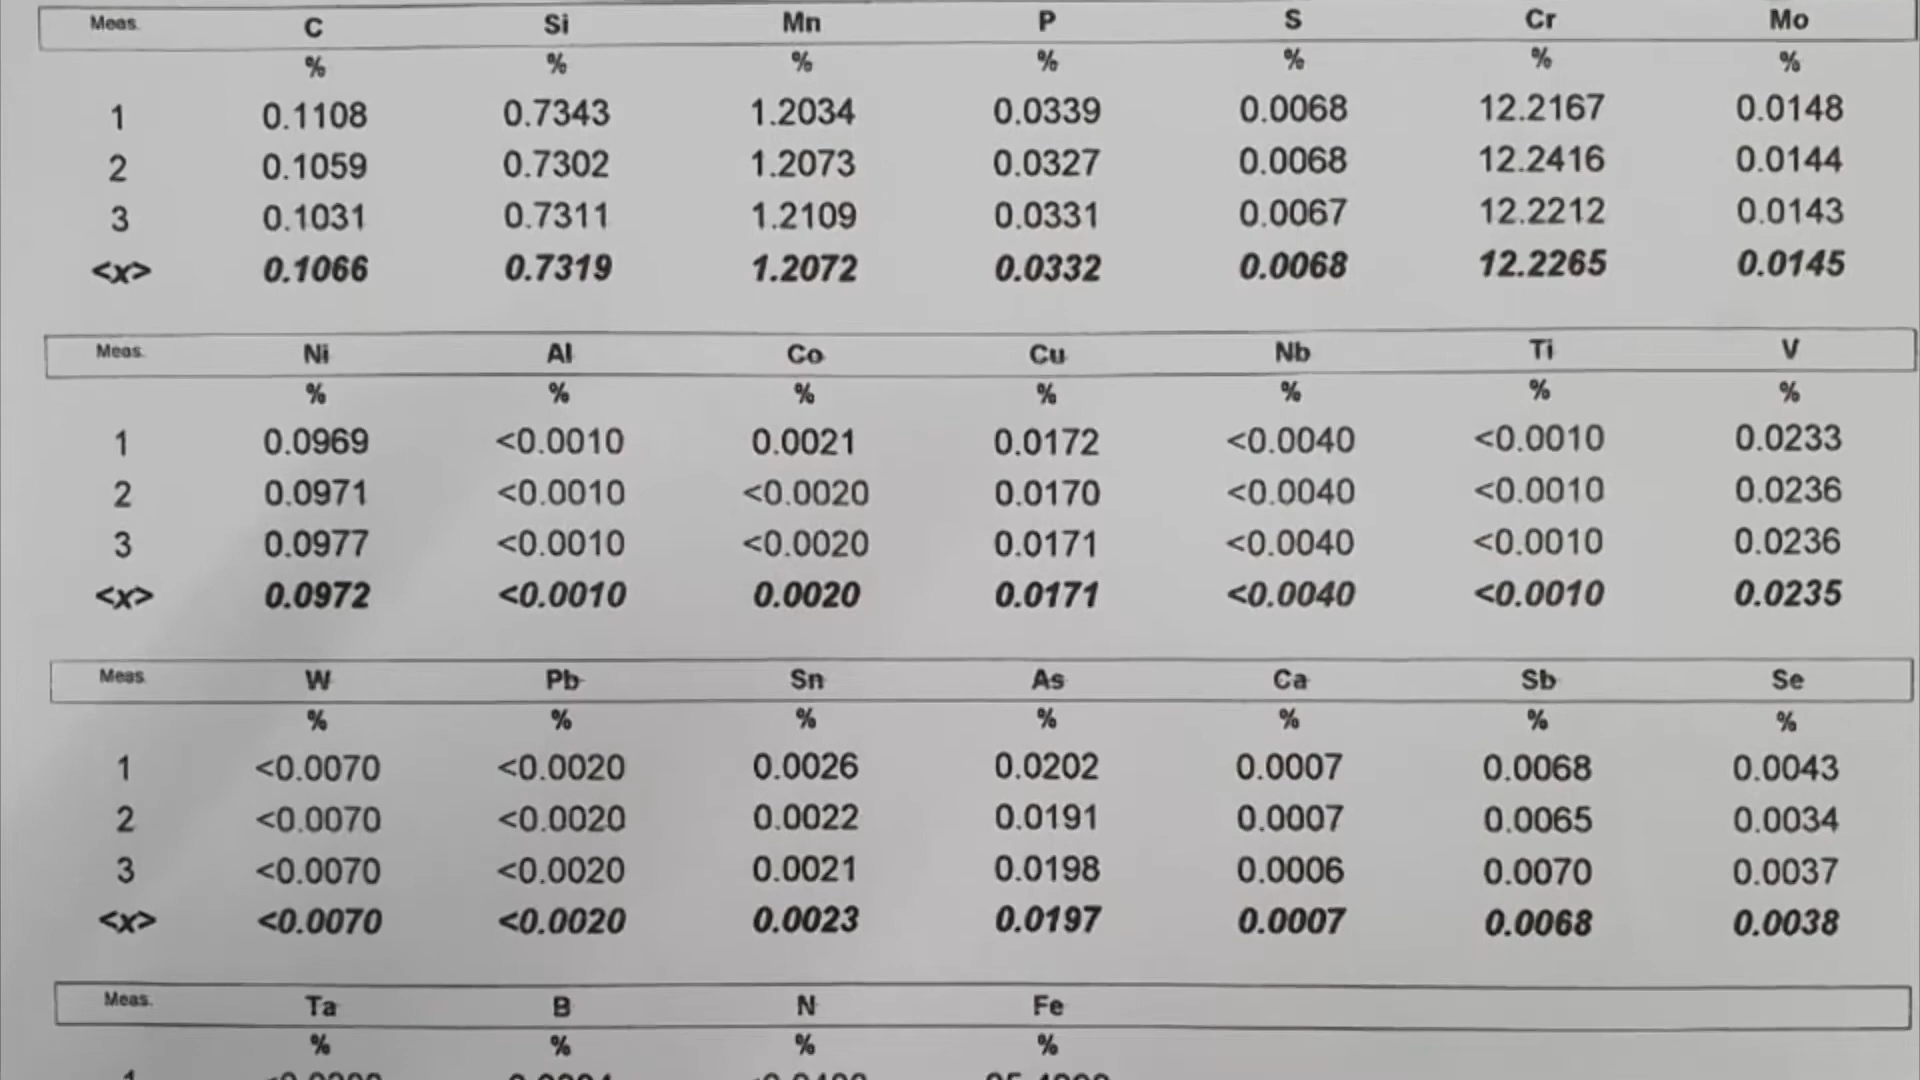 Meas. C Si Mn P S Cr Mo
% % % % % % %
1 0.1108 0.7343 1.2034 0.0339 0.0068 12.2167 0.0148
2 0.1059 0.7302 1.2073 0.0327 0.0068 12.2416 0.0144
3 0.1031 0.7311 1.2109 0.0331 0.0067 12.2212 0.0143
<x> 0.1066 0.7319 1.2072 0.0332 0.0068 12.2265 0.0145
Meas. Ni Al Co Cu Nb Ti V
% % % % % % %
1 0.0969 <0.0010 0.0021 0.0172 <0.0040 <0.0010 0.0233
2 0.0971 <0.0010 <0.0020 0.0170 <0.0040 <0.0010 0.0236
3 0.0977 <0.0010 <0.0020 0.0171 <0.0040 <0.0010 0.0236
<x> 0.0972 <0.0010 0.0020 0.0171 <0.0040 <0.0010 0.0235
Meas. W Pb Sn As Ca Sb Se
% % % % % % %
1 <0.0070 <0.0020 0.0026 0.0202 0.0007 0.0068 0.0043
2 <0.0070 <0.0020 0.0022 0.0191 0.0007 0.0065 0.0034
3 <0.0070 <0.0020 0.0021 0.0198 0.0006 0.0070 0.0037
<x> <0.0070 <0.0020 0.0023 0.0197 0.0007 0.0068 0.0038
Meas. Ta B N Fe
% % % %
1